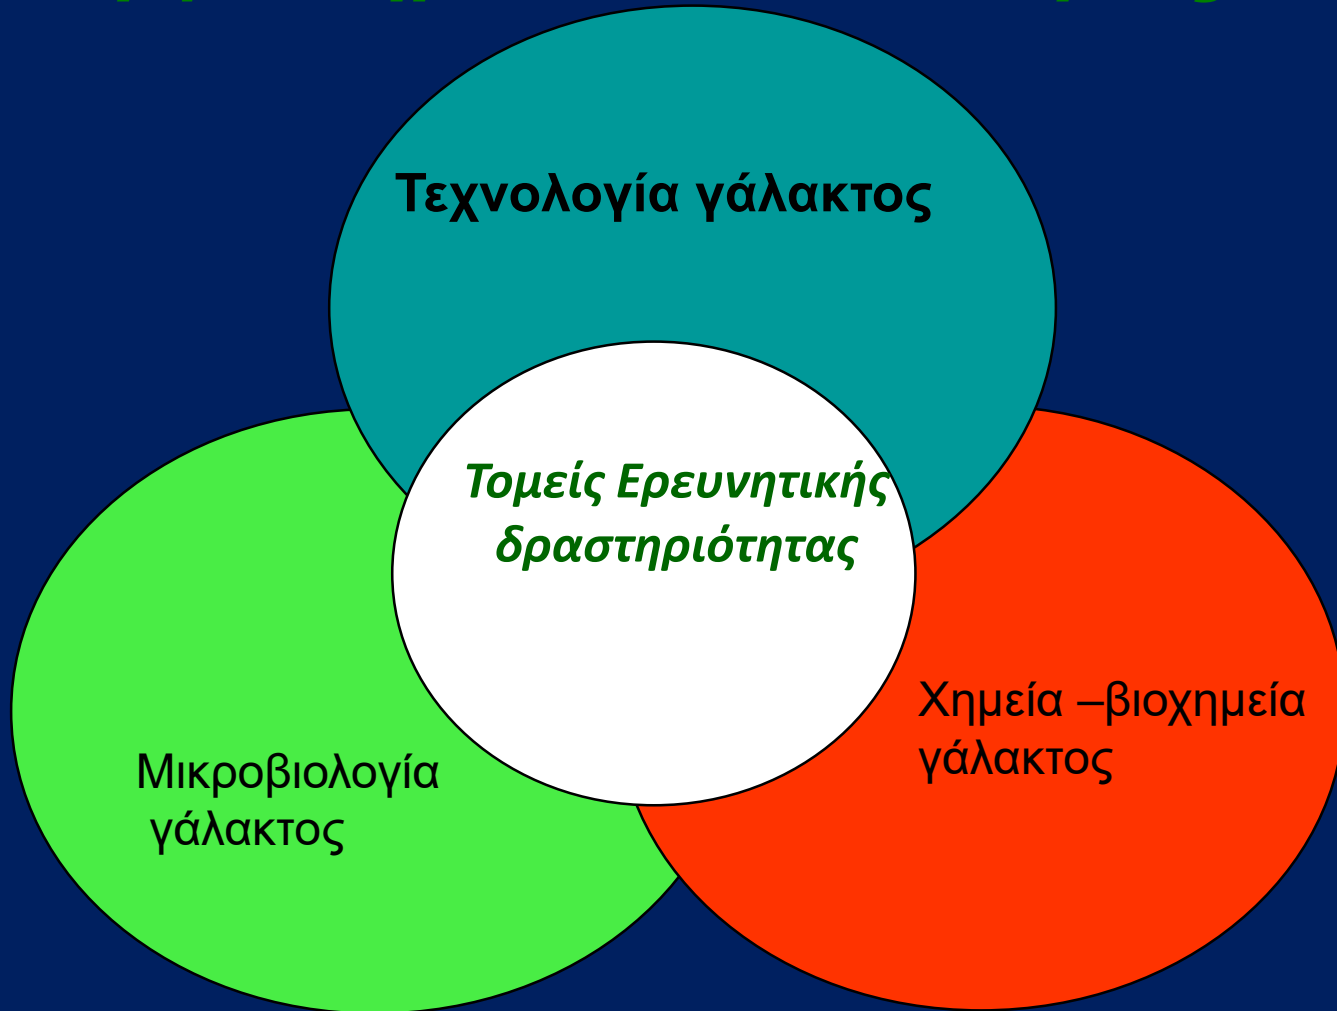 Τεχνολογία γάλακτος
Τομείς Ερευνητικής
δραστηριότητας
Χημεία –βιοχημεία
γάλακτος
Μικροβιολογία
γάλακτος